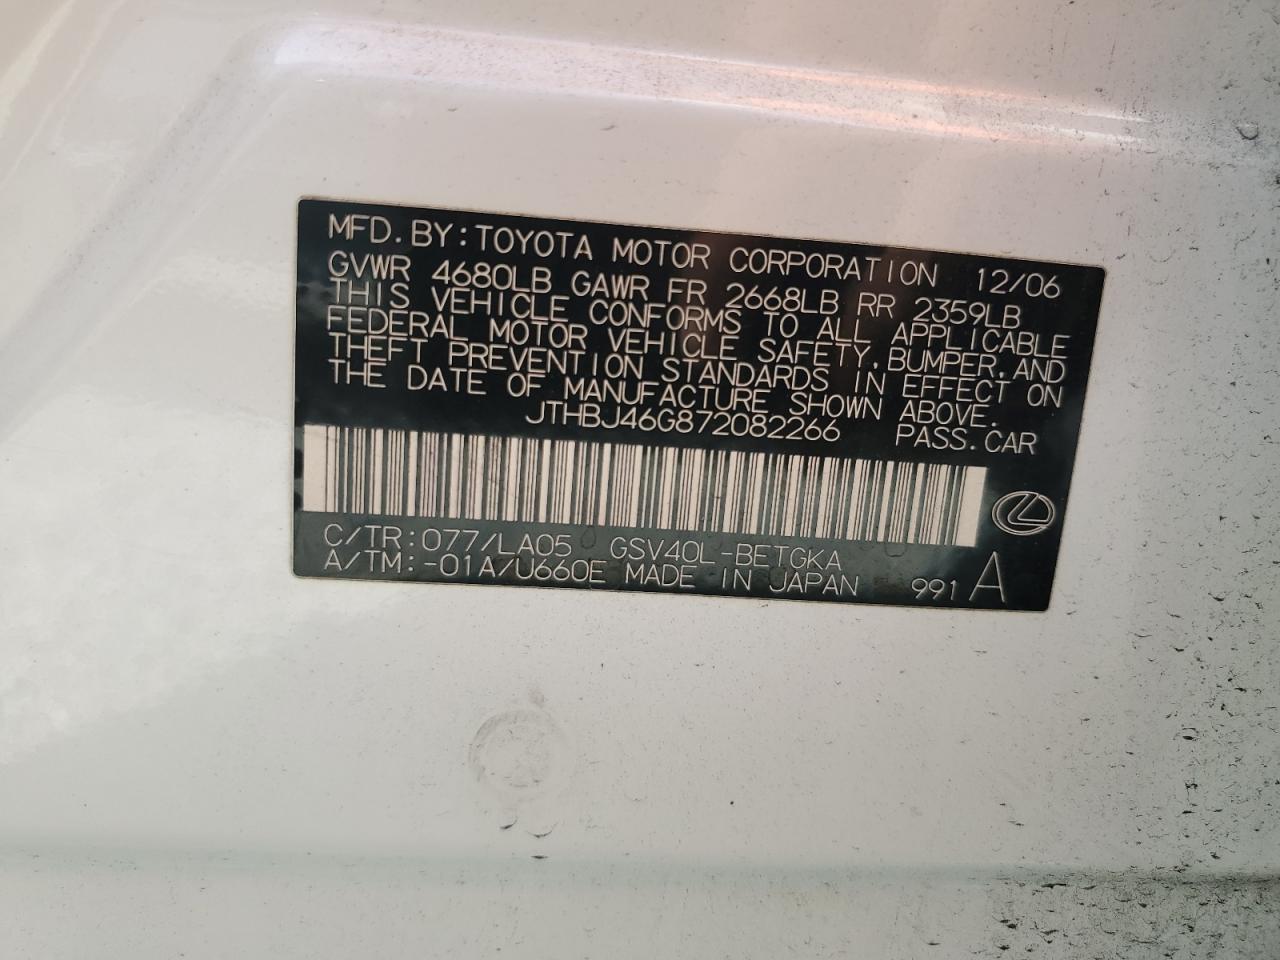 MFD. BY: TOYOTA MOTOR CORPORATION 12/06
GVWR 4680LB GAWR FR 2668LB RR 2359LB
THIS VEHICLE CONFORMS TO ALL APPLICABLE
FEDERAL MOTOR VEHICLE SAFETY, BUMPER, AND
THEFT PREVENTION STANDARDS IN EFFECT ON
THE DATE OF MANUFACTURE SHOWN ABOVE.
JTHBJ46G872082266 PASS. CAR
C/TR: 077/LA05 GSV40L-BETGKA
A/TM: -01A/U660E MADE IN JAPAN 991 A